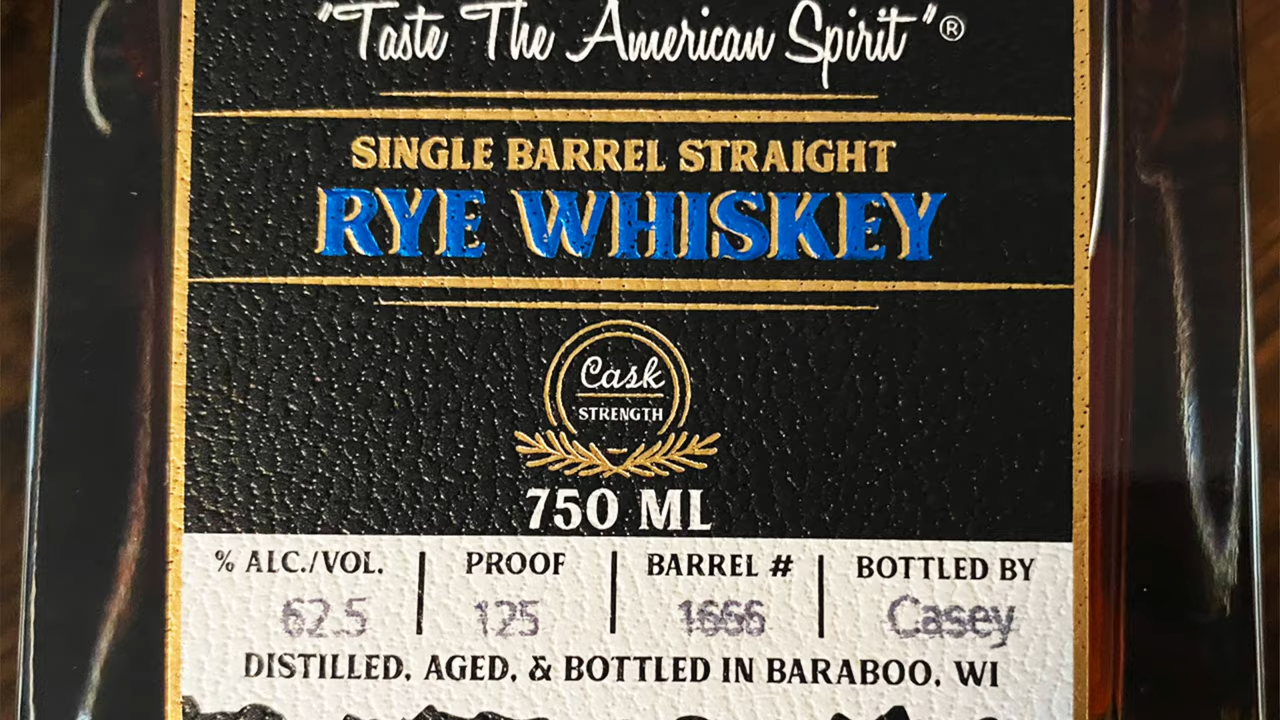 "Taste The American Spirit"®
SINGLE BARREL STRAIGHT
RYE WHISKEY
Cask
STRENGTH
750 ML
% ALC./VOL. PROOF BARREL # BOTTLED BY
62.5 125 1666 Casey
DISTILLED, AGED, & BOTTLED IN BARABOO, WI